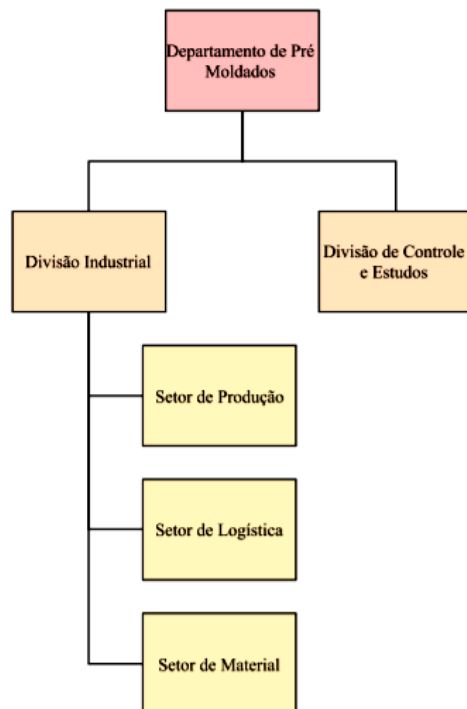 Departamento de Pré
Moldados
Divisão Industrial
Divisão de Controle
e Estudos
Setor de Produção
Setor de Logística
Setor de Material